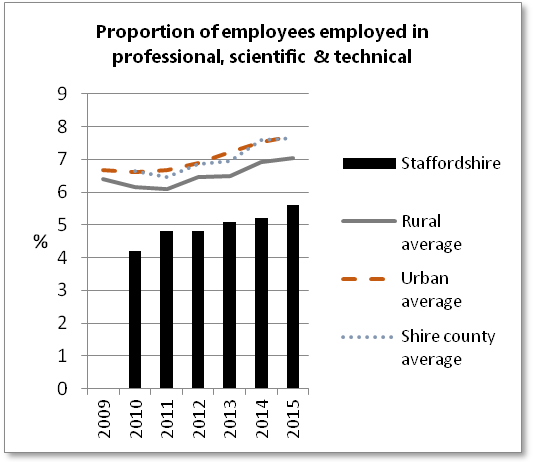 Proportion of employees employed in
professional, scientific & technical
9
8
7
6
5
4
3
2
1
0
%
2009
2010
2011
2012
2013
2014
2015
Staffordshire
Rural
average
Urban
average
Shire county
average